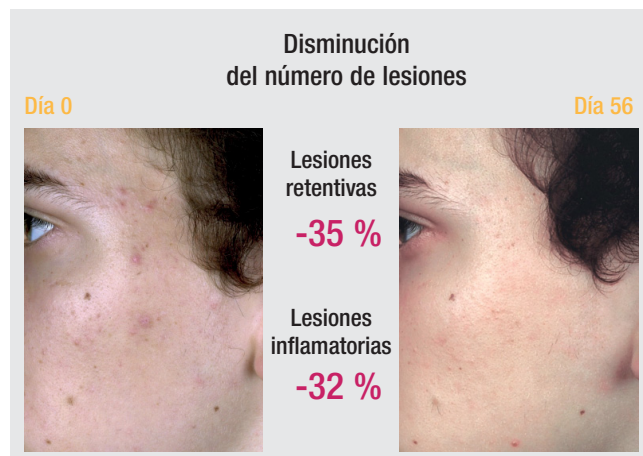 Disminución
del número de lesiones
Día 0
Día 56
Lesiones
retentivas
-35 %
Lesiones
inflamatorias
-32 %